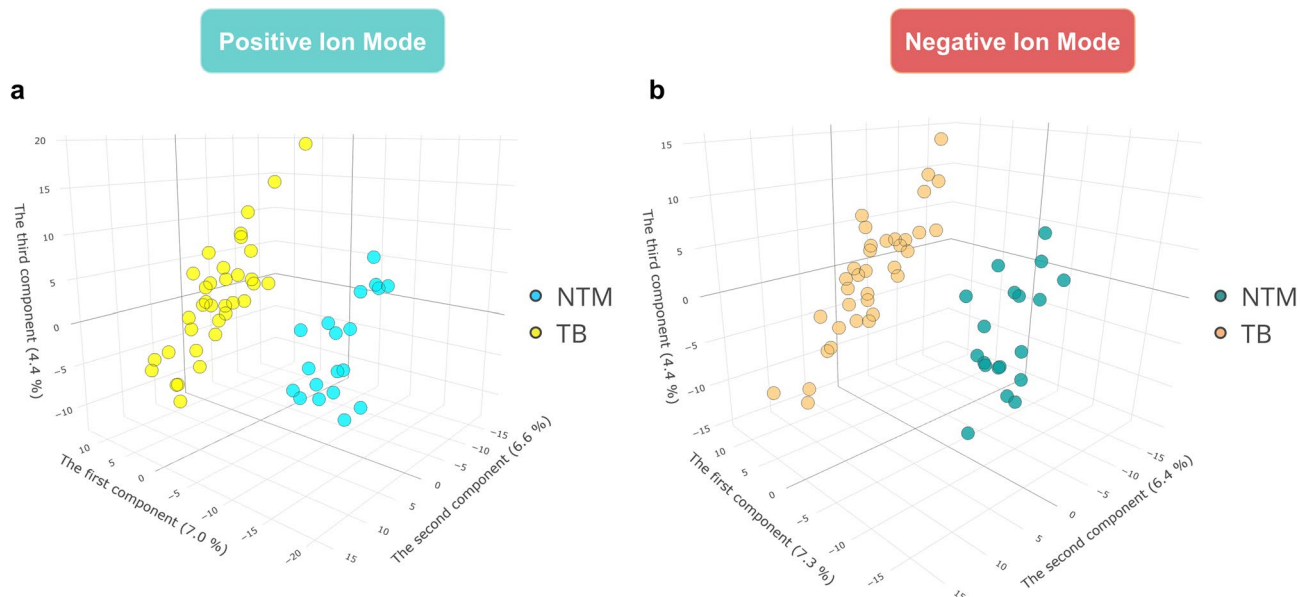 Positive Ion Mode
Negative Ion Mode
a
20
15
10
5
0
−5
−10
The third component (4.4 %)
10
5
0
−5
−10
−15
−20
The first component (7.0 %)
−15
−10
−5
0
5
10
15
The second component (6.6 %)
NTM
TB
b
15
10
5
0
−5
−10
−15
The third component (4.4 %)
10
5
0
−5
−10
−15
The first component (7.3 %)
−15
−10
−5
0
5
10
15
The second component (6.4 %)
NTM
TB